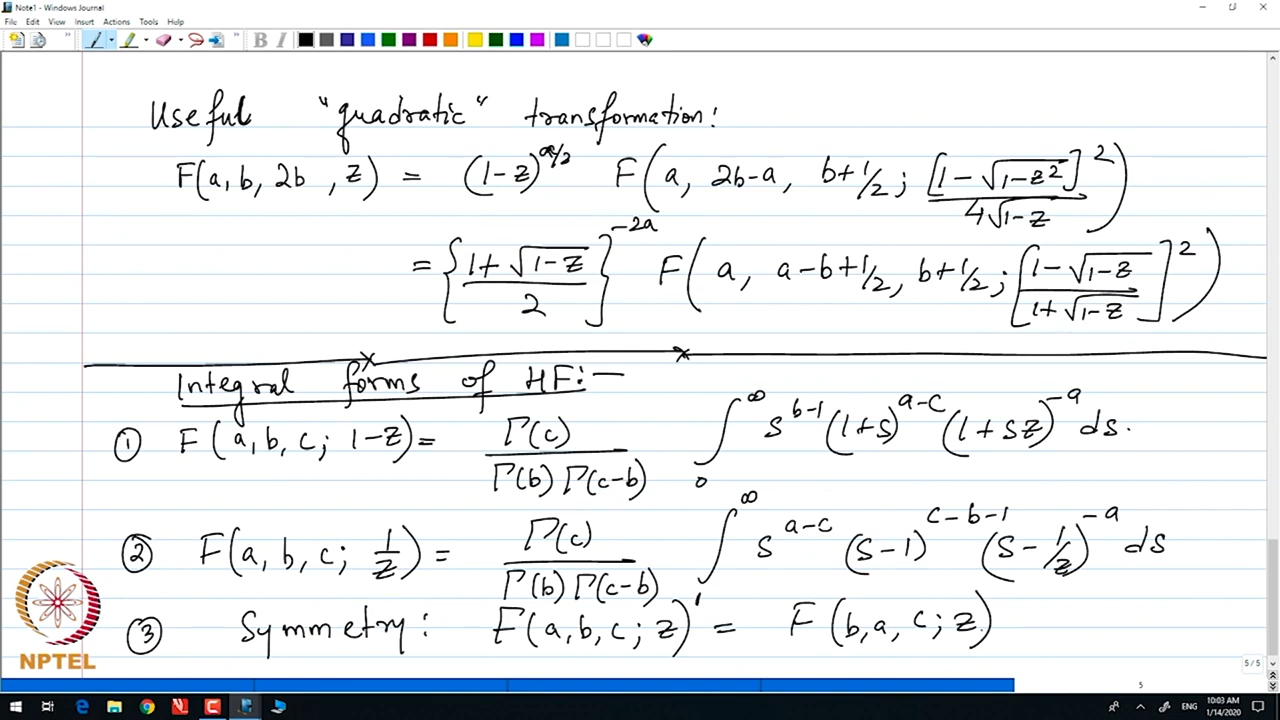 Note1 - Windows Journal
File Edit View Insert Actions Tools Help
B I
Useful "quadratic" transformation:
F(a, b, 2b, z) = (1-z)^{a/2} F(a, 2b-a, b+1/2; [1-√(1-z²)]²/4√(1-z))
= {(1+√(1-z))/2}^{-2a} F(a, a-b+1/2, b+1/2; [(1-√(1-z))/(1+√(1-z))]²)
Integral forms of HF:-
① F(a, b, c; 1-z) = Γ(c)/Γ(b)Γ(c-b) ∫_0^∞ s^{b-1} (1+s)^{a-c} (1+sz)^{-a} ds.
② F(a, b, c; 1/z) = Γ(c)/Γ(b)Γ(c-b) ∫_1^∞ s^{a-c} (s-1)^{c-b-1} (s-1/z)^{-a} ds
③ Symmetry: F(a, b, c; z) = F(b, a, c; z)
NPTEL
5/5
5
ENG
10:03 AM
1/14/2020